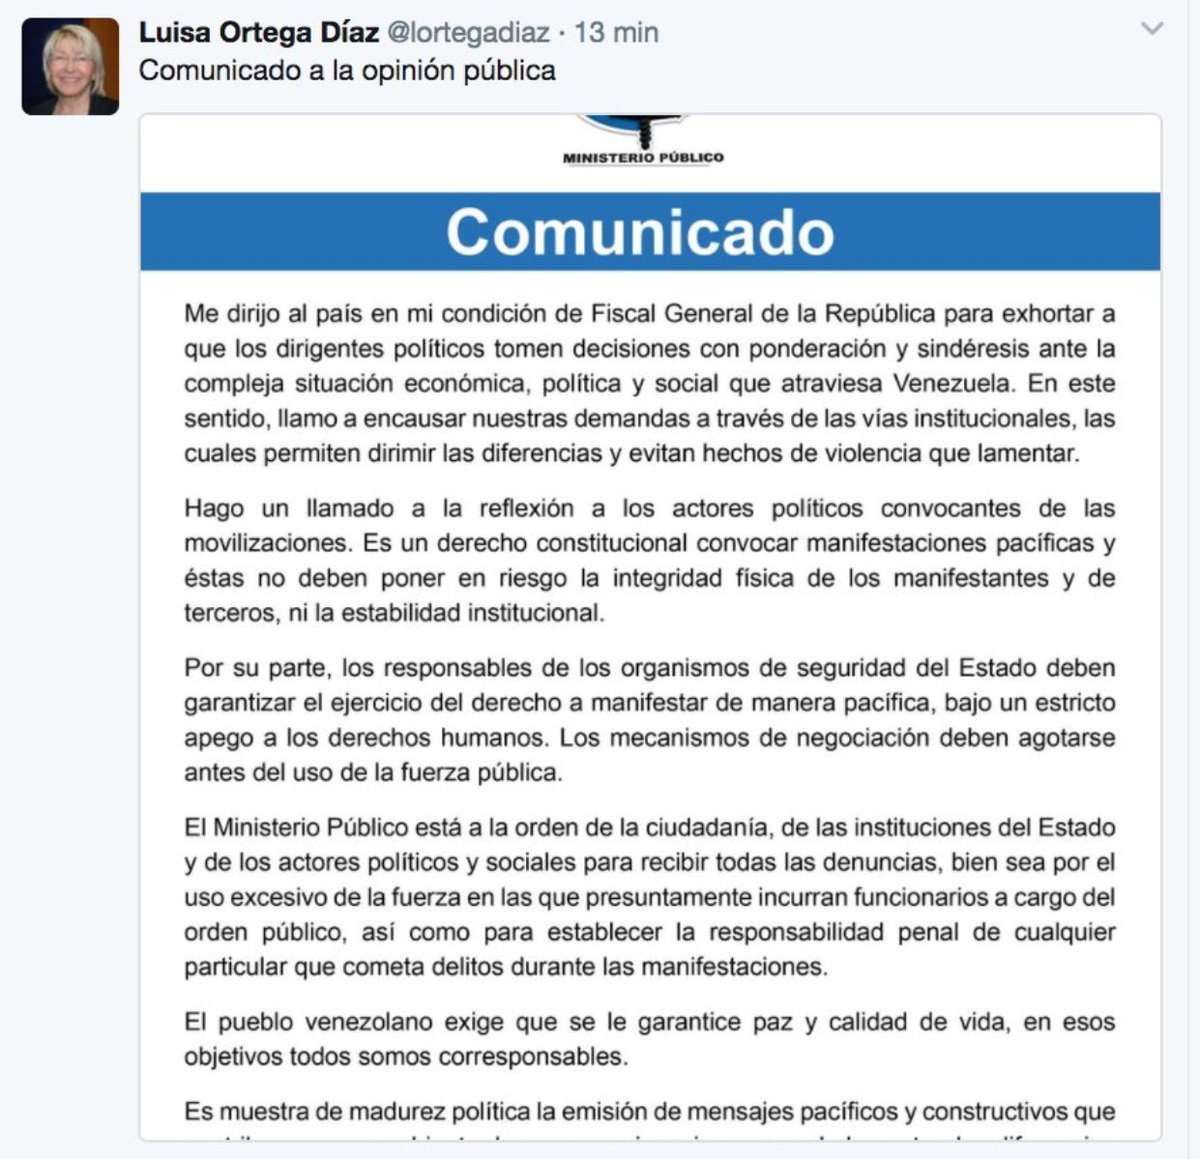 Luisa Ortega Díaz @lortegadiaz · 13 min
Comunicado a la opinión pública
MINISTERIO PÚBLICO
Comunicado
Me dirijo al país en mi condición de Fiscal General de la República para exhortar a
que los dirigentes políticos tomen decisiones con ponderación y sindéresis ante la
compleja situación económica, política y social que atraviesa Venezuela. En este
sentido, llamo a encausar nuestras demandas a través de las vías institucionales, las
cuales permiten dirimir las diferencias y evitan hechos de violencia que lamentar.
Hago un llamado a la reflexión a los actores políticos convocantes de las
movilizaciones. Es un derecho constitucional convocar manifestaciones pacíficas y
éstas no deben poner en riesgo la integridad física de los manifestantes y de
terceros, ni la estabilidad institucional.
Por su parte, los responsables de los organismos de seguridad del Estado deben
garantizar el ejercicio del derecho a manifestar de manera pacífica, bajo un estricto
apego a los derechos humanos. Los mecanismos de negociación deben agotarse
antes del uso de la fuerza pública.
El Ministerio Público está a la orden de la ciudadanía, de las instituciones del Estado
y de los actores políticos y sociales para recibir todas las denuncias, bien sea por el
uso excesivo de la fuerza en las que presuntamente incurran funcionarios a cargo del
orden público, así como para establecer la responsabilidad penal de cualquier
particular que cometa delitos durante las manifestaciones.
El pueblo venezolano exige que se le garantice paz y calidad de vida, en esos
objetivos todos somos corresponsables.
Es muestra de madurez política la emisión de mensajes pacíficos y constructivos que